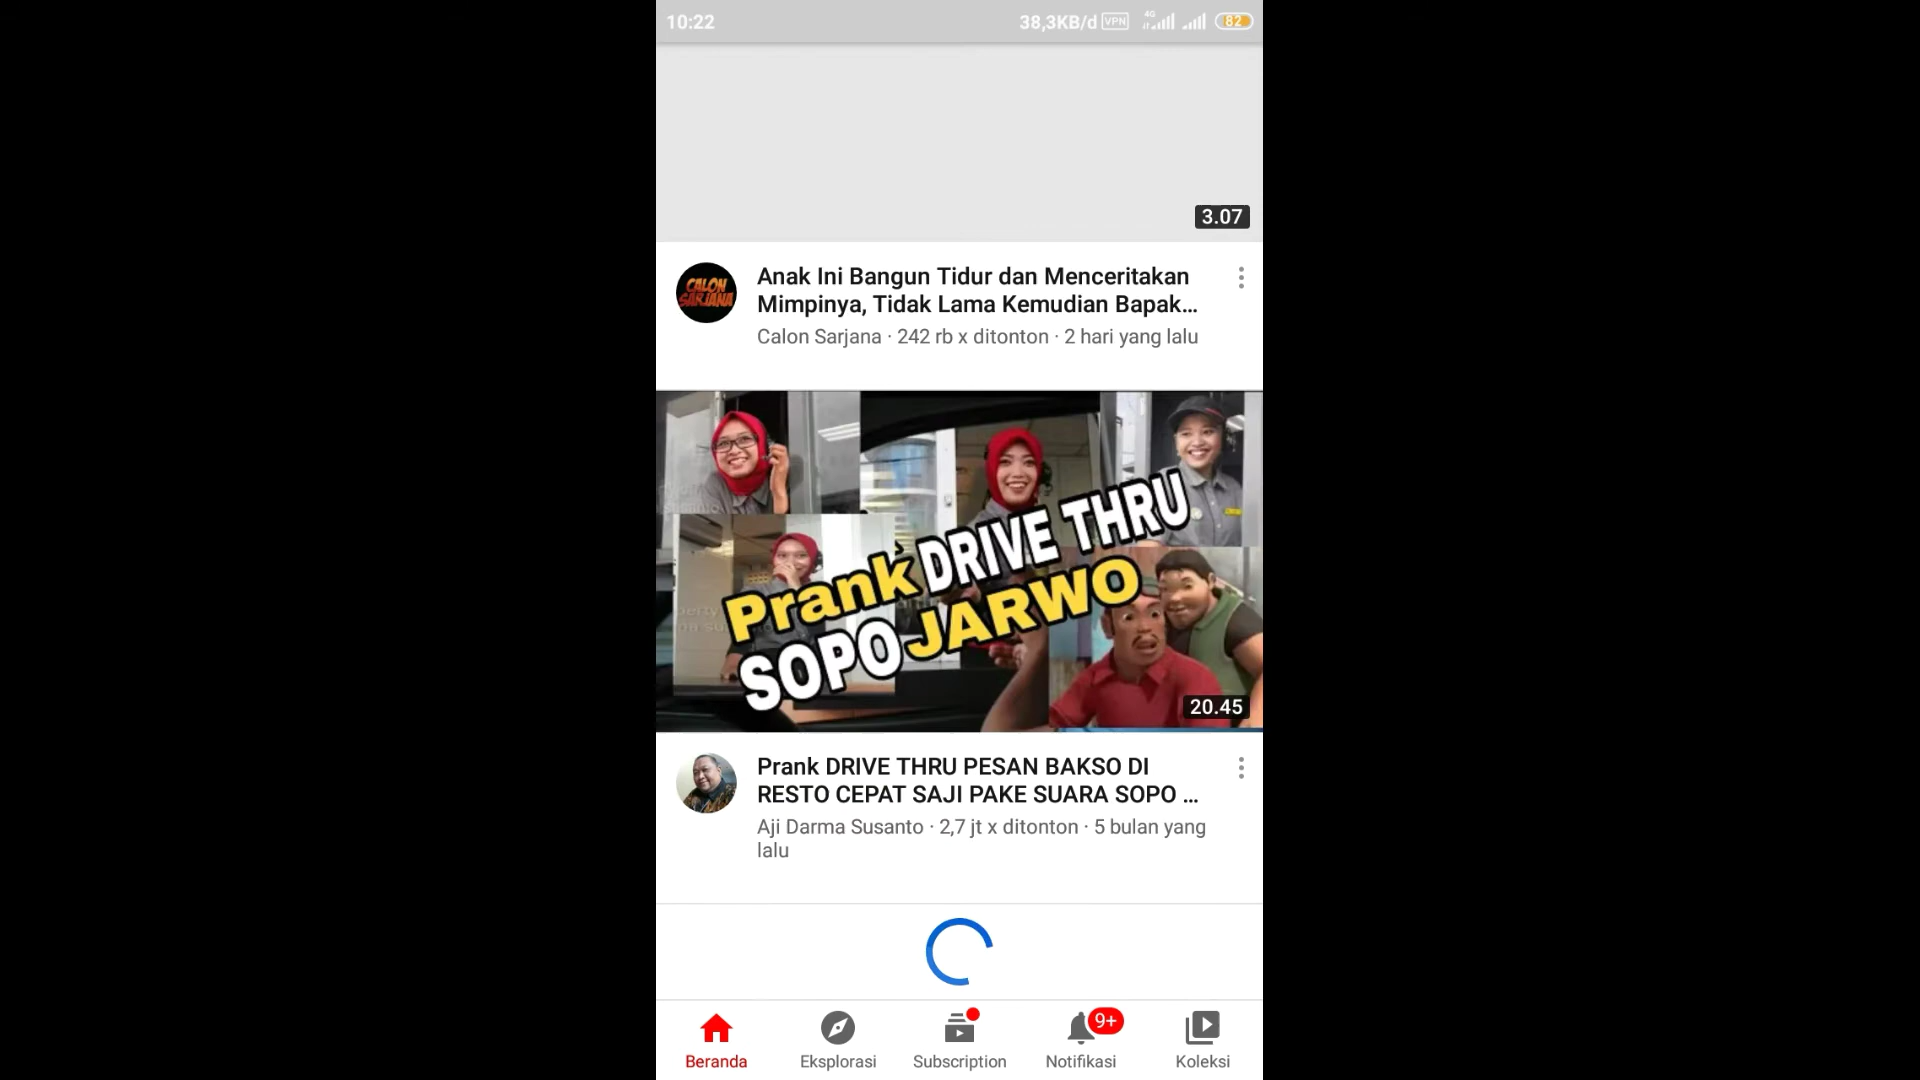 10:22
38,3KB/d VPN 4G 82
3.07
CALON
SARJANA
Anak Ini Bangun Tidur dan Menceritakan
Mimpinya, Tidak Lama Kemudian Bapak...
Calon Sarjana · 242 rb x ditonton · 2 hari yang lalu
Prank DRIVE THRU
SOPO JARWO
20.45
Prank DRIVE THRU PESAN BAKSO DI
RESTO CEPAT SAJI PAKE SUARA SOPO ...
Aji Darma Susanto · 2,7 jt x ditonton · 5 bulan yang
lalu
9+
Beranda
Eksplorasi
Subscription
Notifikasi
Koleksi